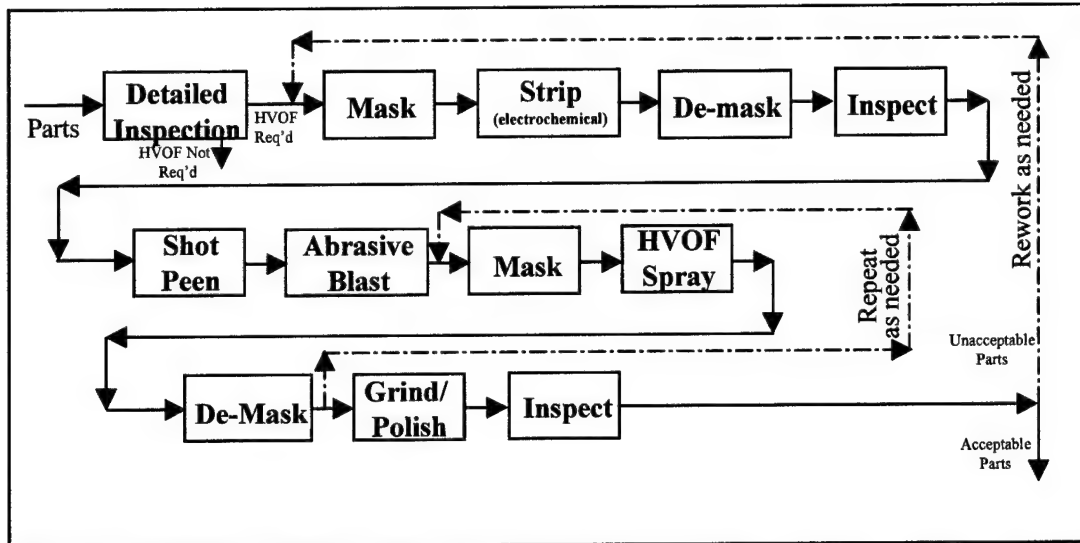 Parts
Detailed
Inspection
HVOF
Req'd
HVOF Not
Req'd
Mask
Strip
(electrochemical)
De-mask
Inspect
Rework as needed
Shot
Peen
Abrasive
Blast
Mask
HVOF
Spray
Repeat
as needed
Unacceptable
Parts
De-Mask
Grind/
Polish
Inspect
Acceptable
Parts